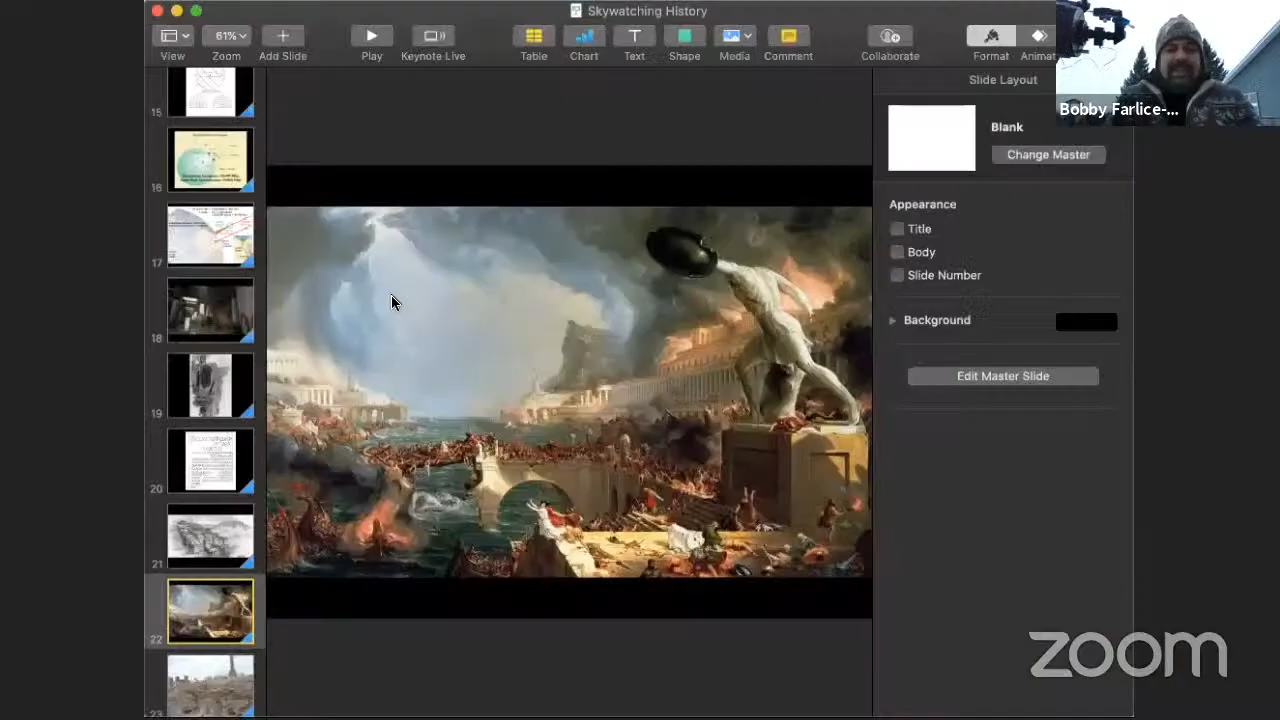 Skywatching History
View
61%
Zoom
Add Slide
Play
Keynote Live
Table
Chart
Text
Shape
Media
Comment
Collaborate
Format
Animat
Slide Layout
Bobby Farlice-...
Blank
Change Master
Appearance
Title
Body
Slide Number
Background
Edit Master Slide
15
16
17
18
19
20
21
22
23
zoom